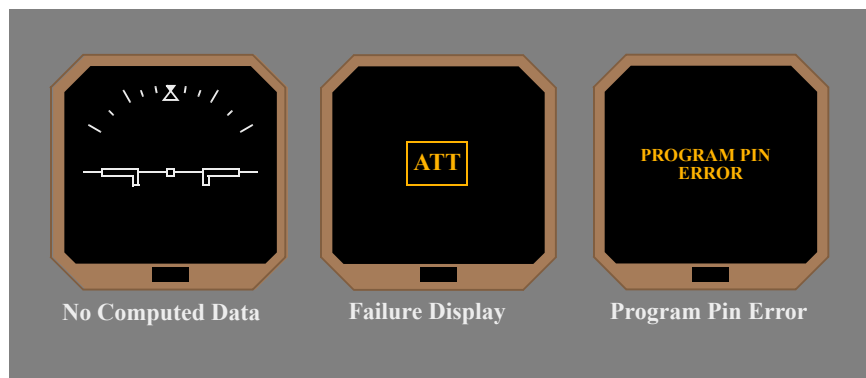 ATT
PROGRAM PIN
ERROR
No Computed Data
Failure Display
Program Pin Error